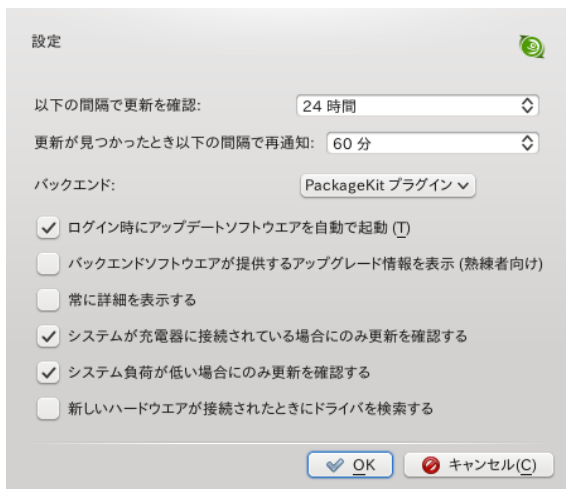 設定
以下の間隔で更新を確認: 24 時間
更新が見つかったとき以下の間隔で再通知: 60 分
バックエンド: PackageKit プラグイン
ログイン時にアップデートソフトウエアを自動で起動 (T)
バックエンドソフトウエアが提供するアップグレード情報を表示 (熟練者向け)
常に詳細を表示する
システムが充電器に接続されている場合にのみ更新を確認する
システム負荷が低い場合にのみ更新を確認する
新しいハードウエアが接続されたときにドライバを検索する
OK キャンセル(C)